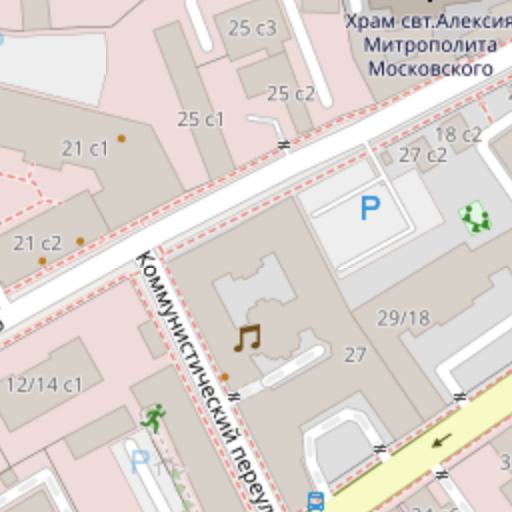 25 с3
Храм свт.Алексия
Митрополита
Московского
25 с2
25 с1
18 с2
27 с2
21 с1
P
21 с2
Коммунистический переул
29/18
27
12/14 с1
P